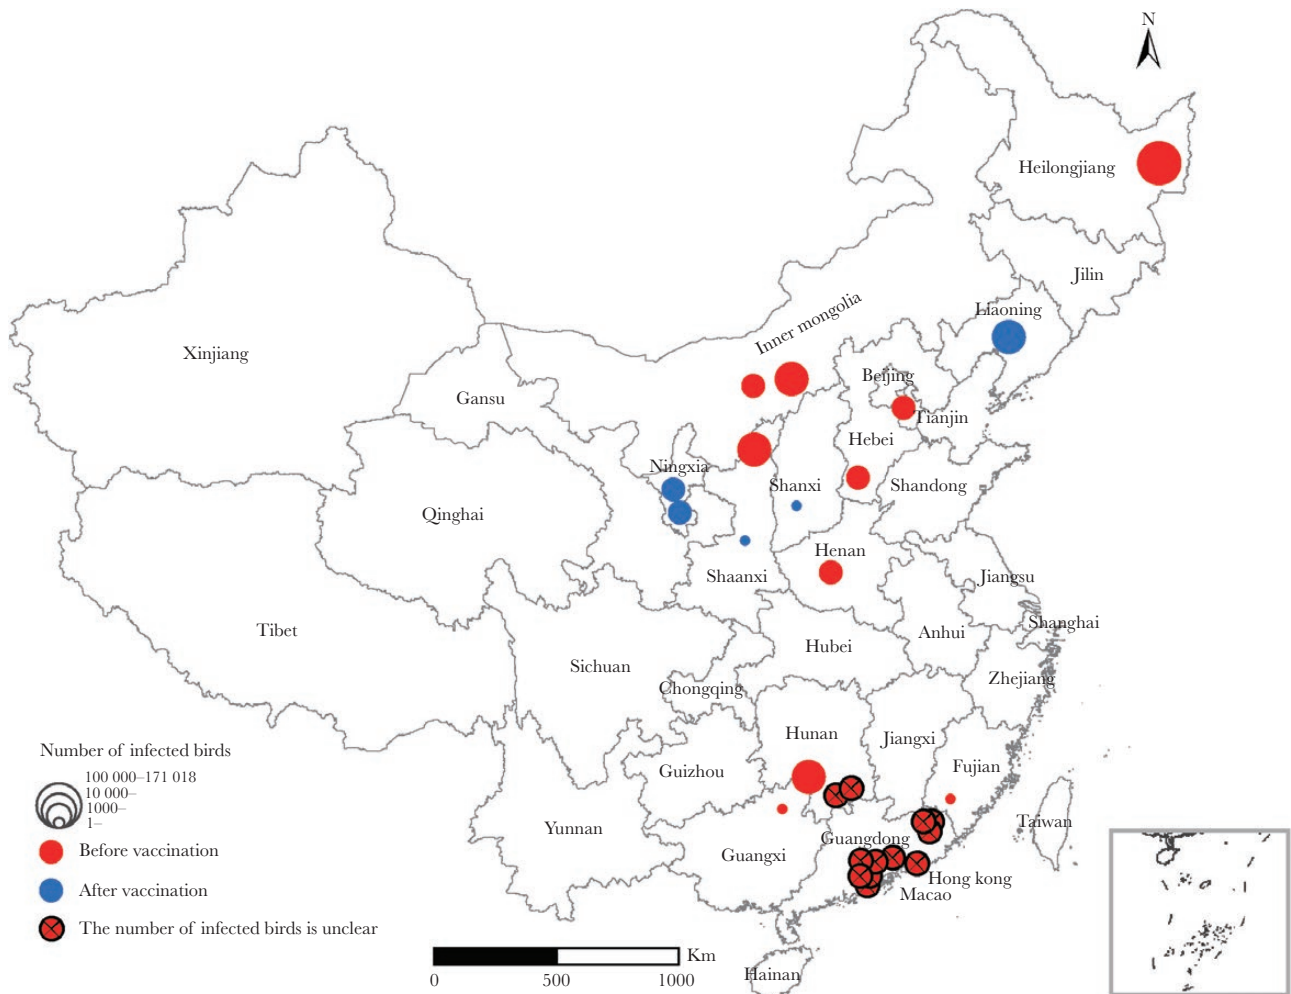 N
Heilongjiang
Jilin
Liaoning
Inner mongolia
Xinjiang
Beijing
Gansu
Tianjin
Hebei
Ningxia
Shanxi
Shandong
Qinghai
Henan
Shaanxi
Jiangsu
Shanghai
Tibet
Anhui
Hubei
Sichuan
Zhejiang
Chongqing
Hunan
Jiangxi
Fujian
Guizhou
Taiwan
Yunnan
Guangdong
Guangxi
Hong kong
Macao
Hainan
Number of infected birds
100 000–171 018
10 000–
1000–
1–
Before vaccination
After vaccination
The number of infected birds is unclear
Km
0 500 1000